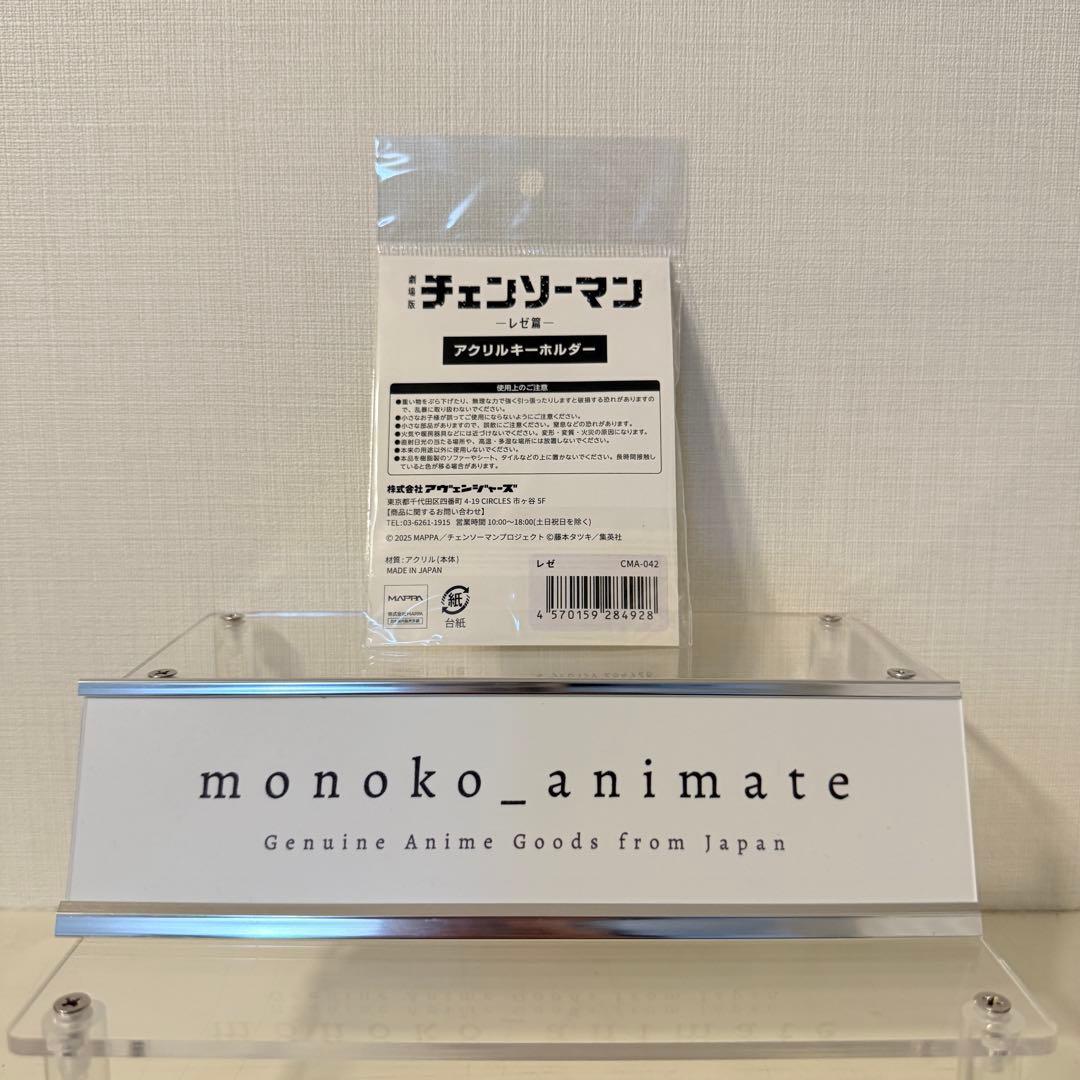 劇場版 チェンソーマン
―レゼ篇―
アクリルキーホルダー
使用上のご注意
●重い物をぶら下げたり、無理な力で強く引っ張ったりしますと破損する恐れがありますので、乱暴に取り扱わないでください。
●小さなお子様が誤ってご使用にならないようにご注意ください。
●小さな部品がありますので、誤飲にご注意ください。窒息などの恐れがあります。
●火気や暖房器具などには近づけないでください。変形・変質・火災の原因になります。
●直射日光の当たる場所や、高温・多湿な場所には放置しないでください。
●本来の用途以外に使用しないでください。
●本品を樹脂製のソファーやシート、タイルなどの上に置かないでください。長時間接触していると色が移る場合があります。
株式会社 アヴェンジャーズ
東京都千代田区四番町 4-19 CIRCLES 市ヶ谷 5F
【商品に関するお問い合わせ】
TEL:03-6261-1915 営業時間 10:00～18:00(土日祝日を除く)
© 2025 MAPPA／チェンソーマンプロジェクト ©藤本タツキ／集英社
材質:アクリル(本体)
MADE IN JAPAN
レゼ CMA-042
4 570159 284928
MAPPA
株式会社MAPPA
紙
台紙
monoko_animate
Genuine Anime Goods from Japan